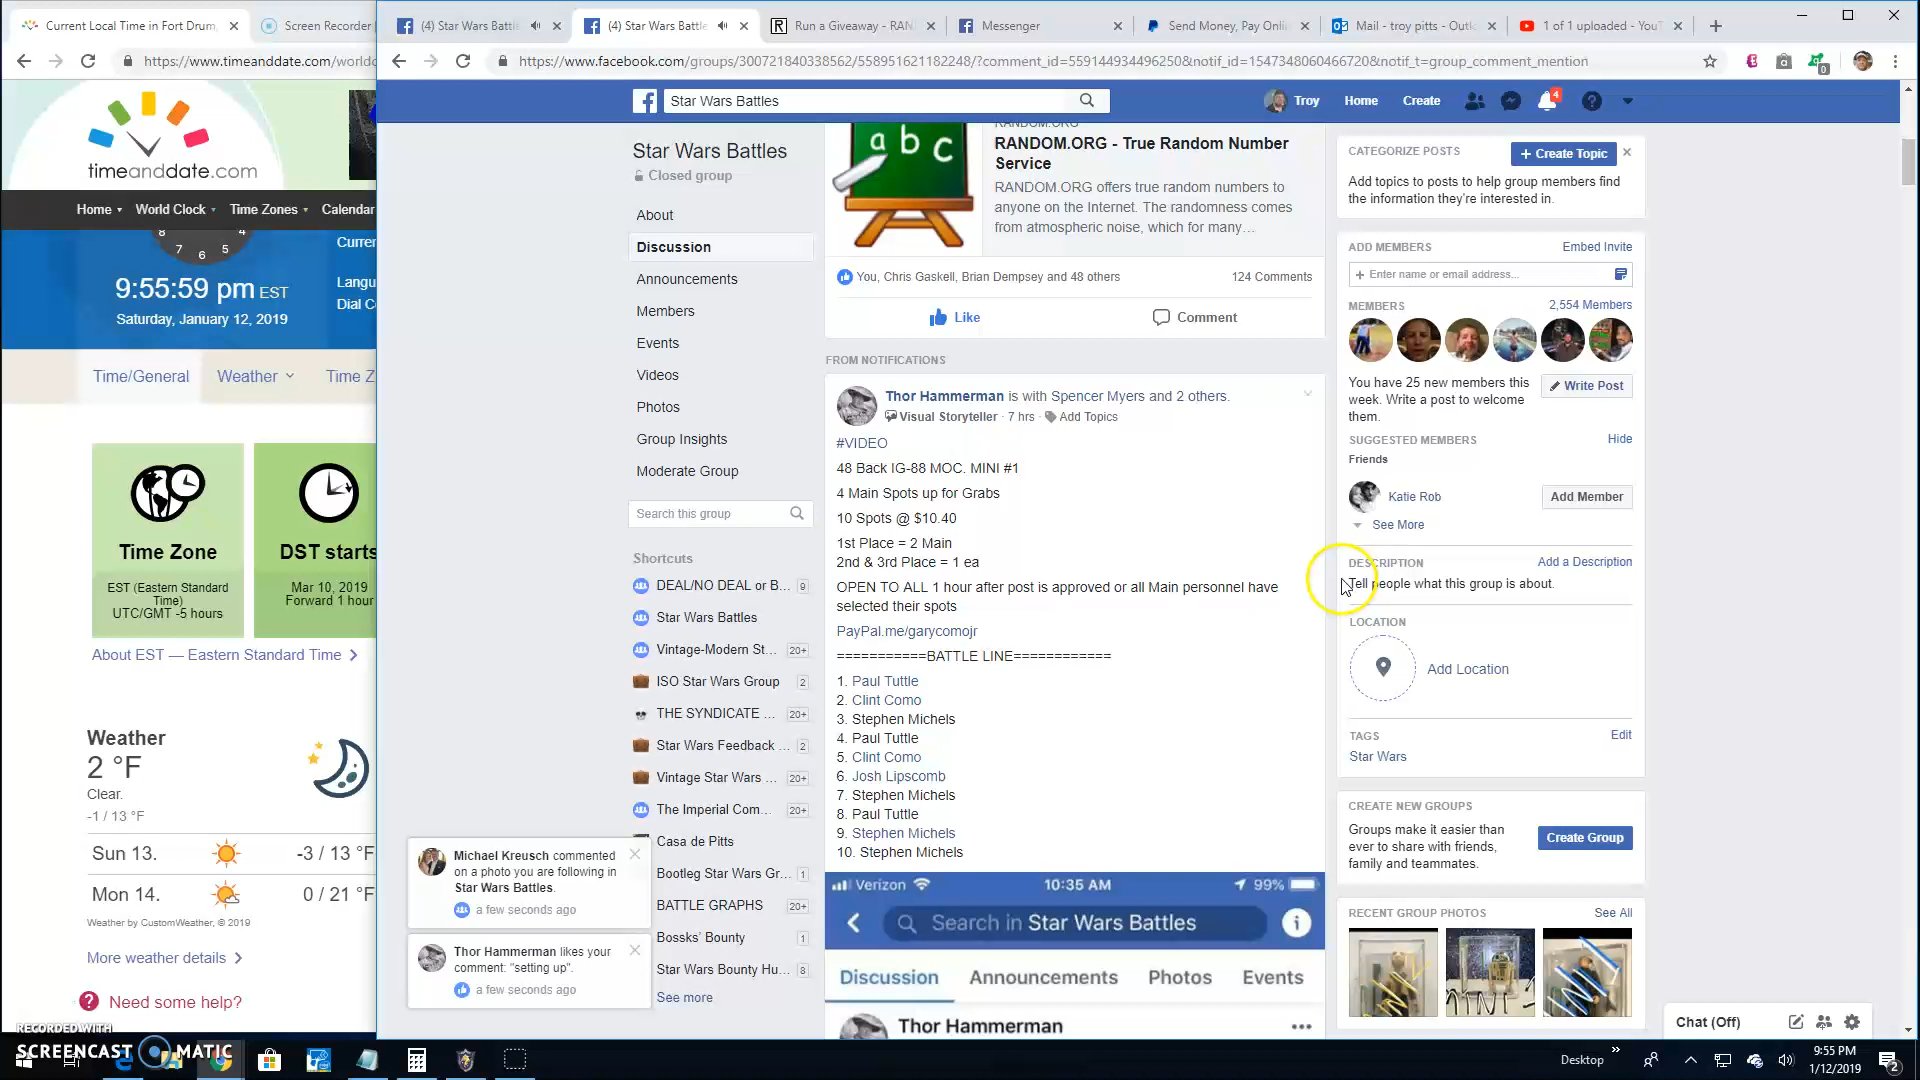 Current Local Time in Fort Drum,
Screen Recorder
(4) Star Wars Battl
(4) Star Wars Battle
Run a Giveaway - RAN
Messenger
Send Money, Pay Onli
Mail - troy pitts - Outlo
1 of 1 uploaded - YouT
https://www.timeanddate.com/worldc
https://www.facebook.com/groups/300721840338562/558951621182248/?comment_id=559144934496250&notif_id=1547348060466720&notif_t=group_comment_mention
timeanddate.com
Home
World Clock
Time Zones
Calendar
8 7 6 5 4
Curren
9:55:59 pm EST
Saturday, January 12, 2019
Langu
Dial C
Time/General
Weather
Time Z
Time Zone
EST (Eastern Standard
Time)
UTC/GMT -5 hours
DST starts
Mar 10, 2019
Forward 1 hour
About EST — Eastern Standard Time
Weather
2 °F
Clear.
-1 / 13 °F
Sun 13.
-3 / 13 °F
Mon 14.
0 / 21 °F
Weather by CustomWeather, © 2019
More weather details
Need some help?
RECORDED WITH
SCREENCAST MATIC
Star Wars Battles
Troy
Home
Create
4
Star Wars Battles
Closed group
About
Discussion
Announcements
Members
Events
Videos
Photos
Group Insights
Moderate Group
Search this group
Shortcuts
DEAL/NO DEAL or B... 9
Star Wars Battles
Vintage-Modern St... 20+
ISO Star Wars Group 2
THE SYNDICATE ... 20+
Star Wars Feedback ... 2
Vintage Star Wars ... 20+
The Imperial Com... 20+
Casa de Pitts
Bootleg Star Wars Gr... 1
BATTLE GRAPHS 20+
Bossks' Bounty 1
Star Wars Bounty Hu... 8
See more
Michael Kreusch commented
on a photo you are following in
Star Wars Battles.
a few seconds ago
Thor Hammerman likes your
comment: "setting up".
a few seconds ago
a b c
RANDOM.ORG
RANDOM.ORG - True Random Number
Service
RANDOM.ORG offers true random numbers to
anyone on the Internet. The randomness comes
from atmospheric noise, which for many…
You, Chris Gaskell, Brian Dempsey and 48 others
124 Comments
Like
Comment
FROM NOTIFICATIONS
Thor Hammerman is with Spencer Myers and 2 others.
Visual Storyteller · 7 hrs · Add Topics
#VIDEO
48 Back IG-88 MOC. MINI #1
4 Main Spots up for Grabs
10 Spots @ $10.40
1st Place = 2 Main
2nd & 3rd Place = 1 ea
OPEN TO ALL 1 hour after post is approved or all Main personnel have
selected their spots
PayPal.me/garycomojr
===========BATTLE LINE============
1. Paul Tuttle
2. Clint Como
3. Stephen Michels
4. Paul Tuttle
5. Clint Como
6. Josh Lipscomb
7. Stephen Michels
8. Paul Tuttle
9. Stephen Michels
10. Stephen Michels
Verizon
10:35 AM
99%
Search in Star Wars Battles
Discussion
Announcements
Photos
Events
Thor Hammerman
CATEGORIZE POSTS
+ Create Topic
Add topics to posts to help group members find
the information they're interested in.
ADD MEMBERS
Embed Invite
+ Enter name or email address...
MEMBERS
2,554 Members
You have 25 new members this
week. Write a post to welcome
them.
Write Post
SUGGESTED MEMBERS
Hide
Friends
Katie Rob
Add Member
See More
DESCRIPTION
Add a Description
Tell people what this group is about.
LOCATION
Add Location
TAGS
Edit
Star Wars
CREATE NEW GROUPS
Groups make it easier than
ever to share with friends,
family and teammates.
Create Group
RECENT GROUP PHOTOS
See All
Chat (Off)
Desktop
9:55 PM
1/12/2019
2